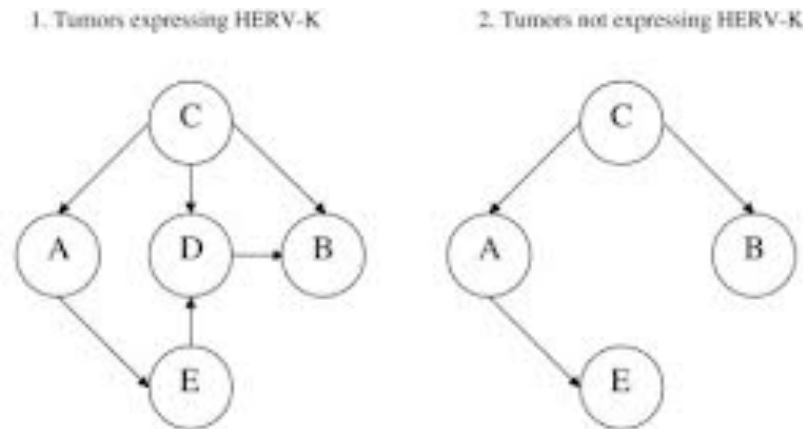 1. Tumors expressing HERV-K
2. Tumors not expressing HERV-K
C
A
D
B
E
C
A
B
E